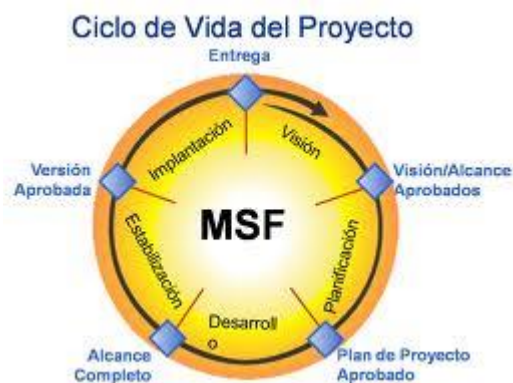 Ciclo de Vida del Proyecto
Entrega
Implantación
Visión
Versión
Aprobada
Visión/Alcance
Aprobados
MSF
Estabilización
Planificación
Desarroll
o
Alcance
Completo
Plan de Proyecto
Aprobado